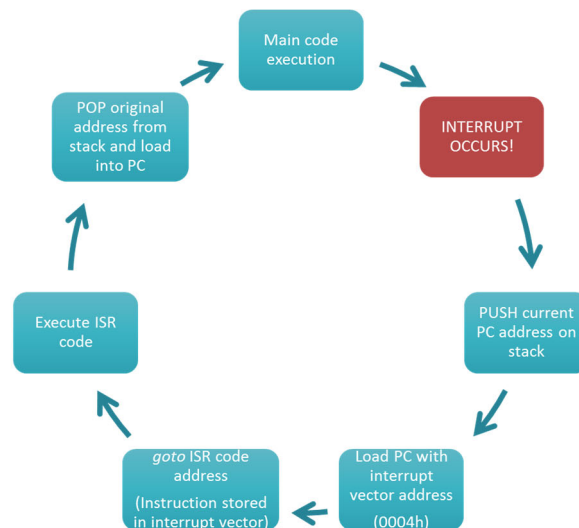 Main code
execution
INTERRUPT
OCCURS!
PUSH current
PC address on
stack
Load PC with
interrupt
vector address
(0004h)
goto ISR code
address
(Instruction stored
in interrupt vector)
Execute ISR
code
POP original
address from
stack and load
into PC